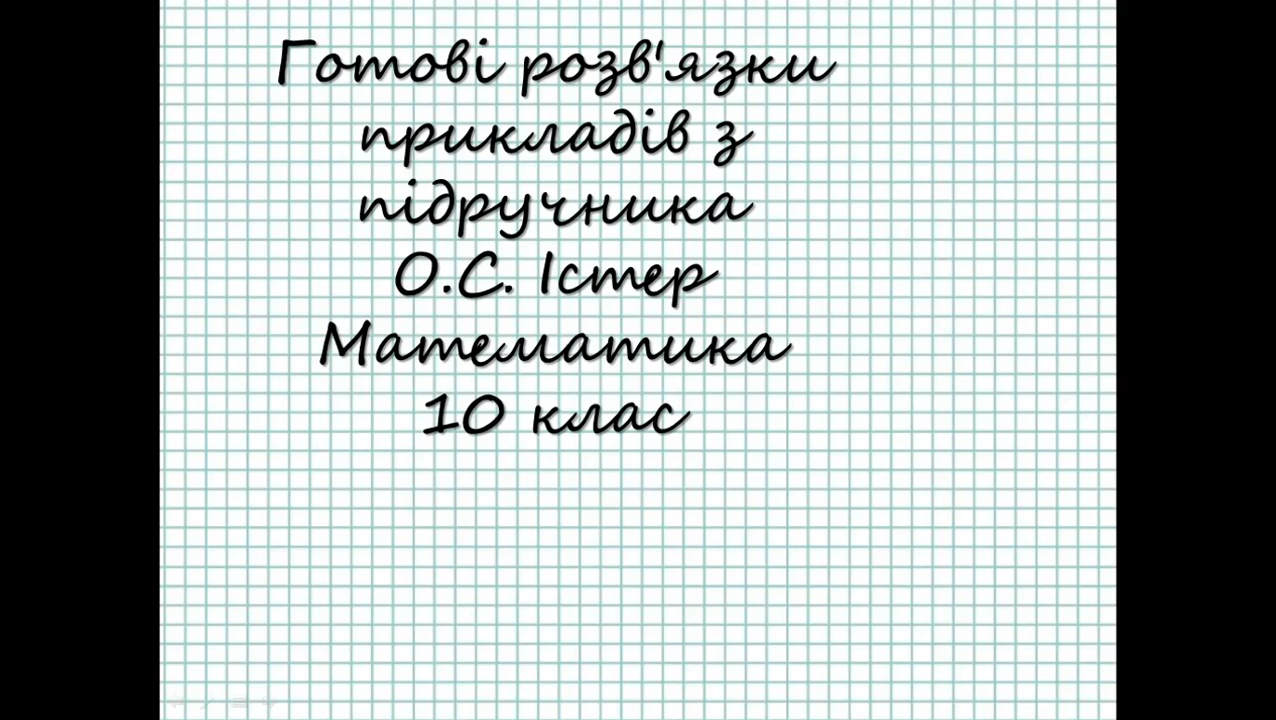 Готові розв'язки
прикладів з
підручника
О.С. Істер
Математика
10 клас